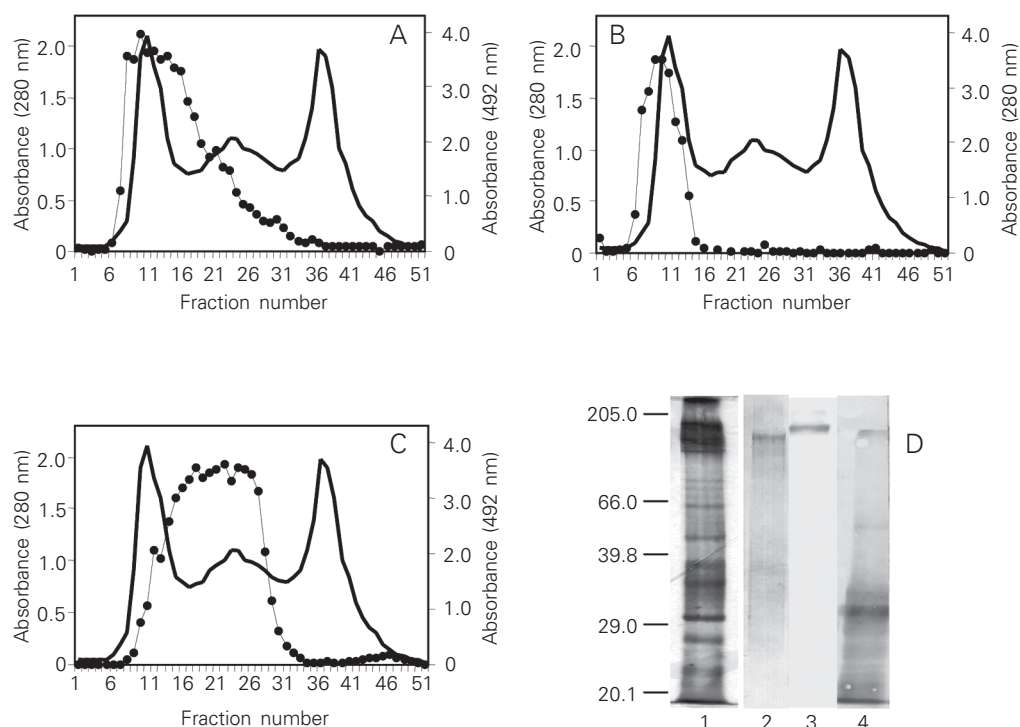 A
Absorbance (280 nm)
2.0
1.5
1.0
0.5
0
4.0
3.0
2.0
1.0
0
Absorbance (492 nm)
1 6 11 16 21 26 31 36 41 46 51
Fraction number
B
Absorbance (280 nm)
2.0
1.5
1.0
0.5
0
4.0
3.0
2.0
1.0
0
Absorbance (280 nm)
1 6 11 16 21 26 31 36 41 46 51
Fraction number
C
Absorbance (280 nm)
2.0
1.5
1.0
0.5
0
4.0
3.0
2.0
1.0
0
Absorbance (492 nm)
1 6 11 16 21 26 31 36 41 46 51
Fraction number
D
205.0
66.0
39.8
29.0
20.1
1 2 3 4